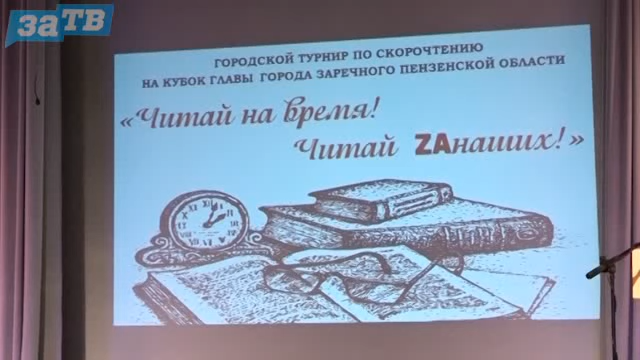 заТВ
ГОРОДСКОЙ ТУРНИР ПО СКОРОЧТЕНИЮ
НА КУБОК ГЛАВЫ ГОРОДА ЗАРЕЧНОГО ПЕНЗЕНСКОЙ ОБЛАСТИ
«Читай на время!
Читай ZAнаших!»